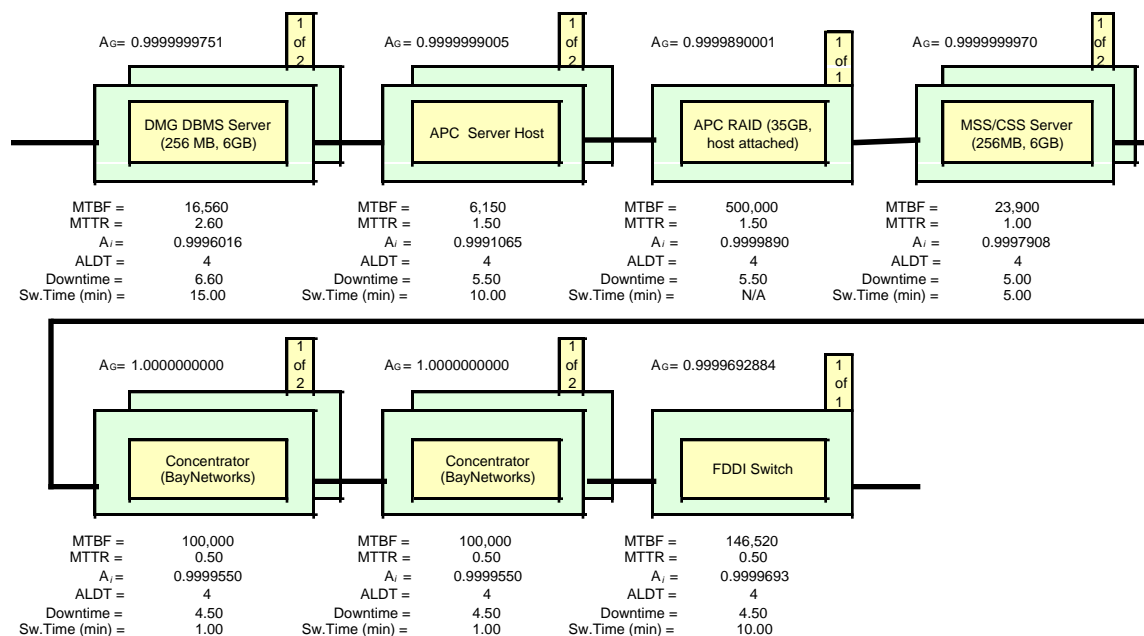 AG= 0.9999999751
1
of
2
AG= 0.9999999005
1
of
2
AG= 0.9999890001
1
of
1
AG= 0.9999999970
1
of
2
DMG DBMS Server
(256 MB, 6GB)
APC Server Host
APC RAID (35GB,
host attached)
MSS/CSS Server
(256MB, 6GB)
MTBF = 16,560
MTTR = 2.60
Ai = 0.9996016
ALDT = 4
Downtime = 6.60
Sw.Time (min) = 15.00
MTBF = 6,150
MTTR = 1.50
Ai = 0.9991065
ALDT = 4
Downtime = 5.50
Sw.Time (min) = 10.00
MTBF = 500,000
MTTR = 1.50
Ai = 0.9999890
ALDT = 4
Downtime = 5.50
Sw.Time (min) = N/A
MTBF = 23,900
MTTR = 1.00
Ai = 0.9997908
ALDT = 4
Downtime = 5.00
Sw.Time (min) = 5.00
AG= 1.0000000000
1
of
2
AG= 1.0000000000
1
of
2
AG= 0.9999692884
1
of
1
Concentrator
(BayNetworks)
Concentrator
(BayNetworks)
FDDI Switch
MTBF = 100,000
MTTR = 0.50
Ai = 0.9999550
ALDT = 4
Downtime = 4.50
Sw.Time (min) = 1.00
MTBF = 100,000
MTTR = 0.50
Ai = 0.9999550
ALDT = 4
Downtime = 4.50
Sw.Time (min) = 1.00
MTBF = 146,520
MTTR = 0.50
Ai = 0.9999693
ALDT = 4
Downtime = 4.50
Sw.Time (min) = 10.00